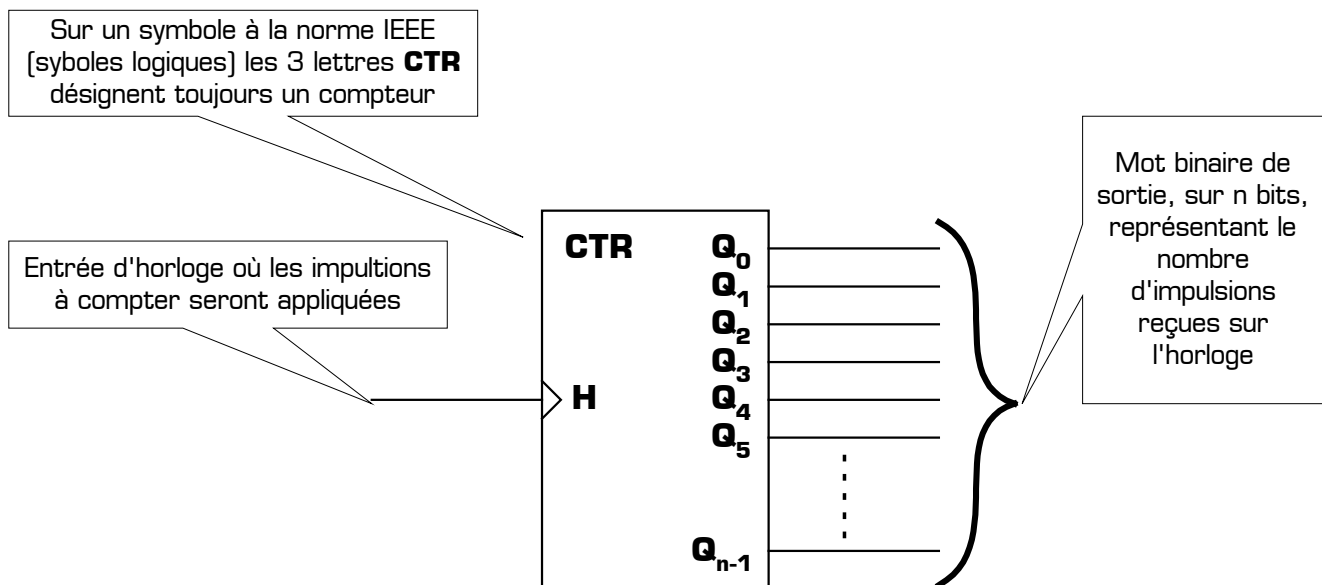 Sur un symbole à la norme IEEE
(syboles logiques) les 3 lettres CTR
désignent toujours un compteur
Entrée d'horloge où les impultions
à compter seront appliquées
CTR
H
Q0
Q1
Q2
Q3
Q4
Q5
Qn-1
Mot binaire de
sortie, sur n bits,
représentant le
nombre
d'impulsions
reçues sur
l'horloge